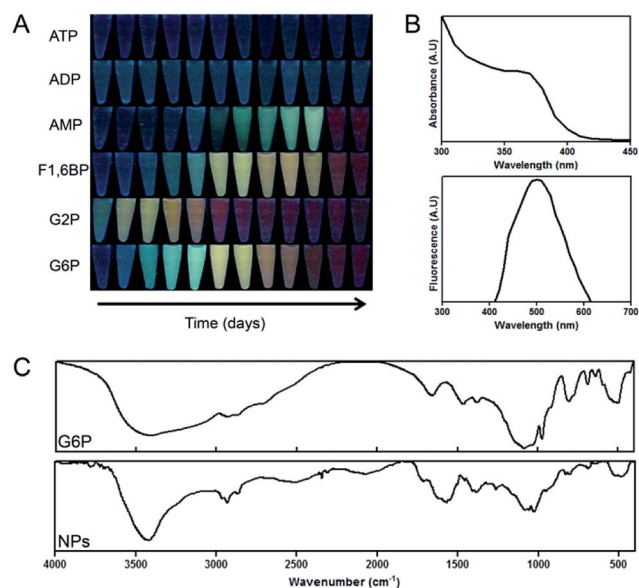 A
ATP
ADP
AMP
F1,6BP
G2P
G6P
Time (days)
B
Absorbance (A.U)
300 350 400 450
Wavelength (nm)
Fluorescence (A.U)
300 400 500 600 700
Wavelength (nm)
C
G6P
NPs
4000 3500 3000 2500 2000 1500 1000 500
Wavenumber (cm⁻¹)